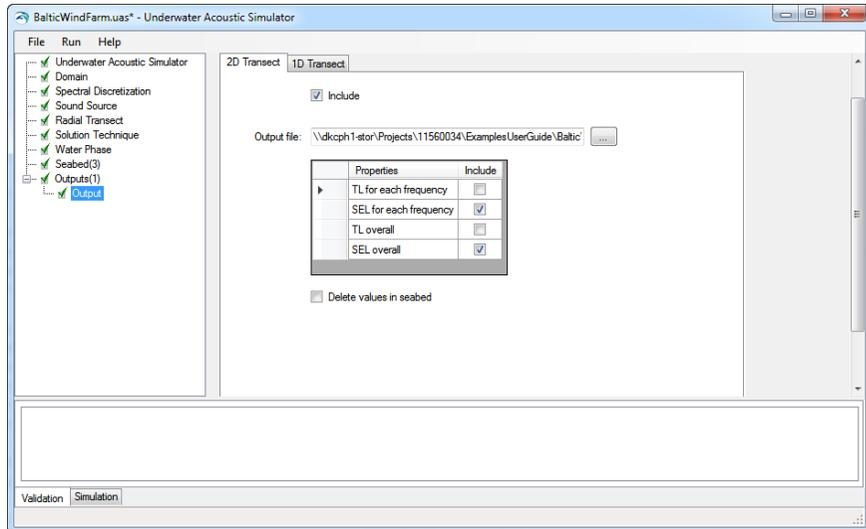 BalticWindFarm.uas* - Underwater Acoustic Simulator
File Run Help
Underwater Acoustic Simulator
Domain
Spectral Discretization
Sound Source
Radial Transect
Solution Technique
Water Phase
Seabed(3)
Outputs(1)
Output
2D Transect 1D Transect
Include
Output file: \\dkcph1-stor\Projects\11560034\ExamplesUserGuide\Baltic ...
Properties Include
TL for each frequency
SEL for each frequency
TL overall
SEL overall
Delete values in seabed
Validation Simulation